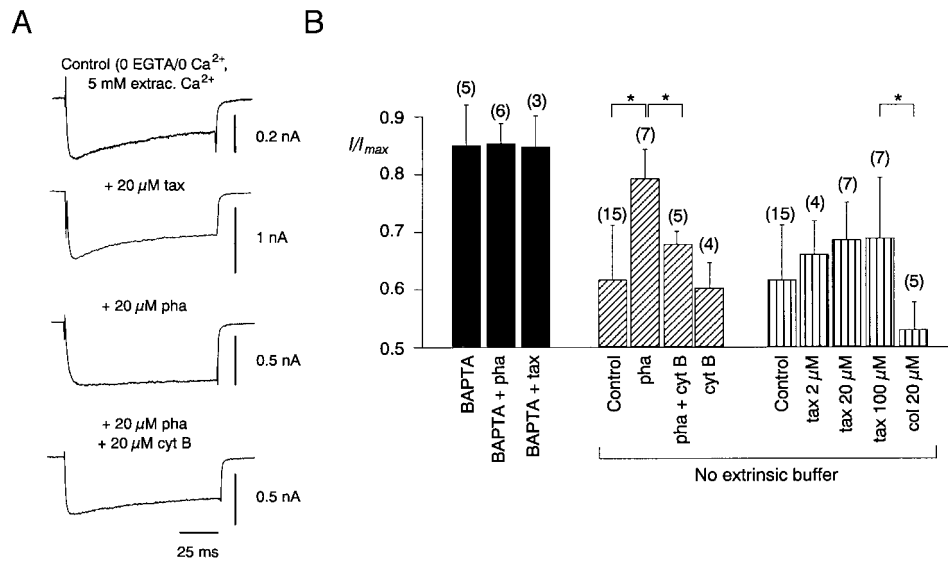 A
Control (0 EGTA/0 Ca2+,
5 mM extrac. Ca2+
0.2 nA
+ 20 µM tax
1 nA
+ 20 µM pha
0.5 nA
+ 20 µM pha
+ 20 µM cyt B
0.5 nA
25 ms
B
I/Imax
0.9
0.8
0.7
0.6
0.5
(5)
(6)
(3)
(15)
(7)
(5)
(4)
(15)
(4)
(7)
(7)
(5)
*
*
*
BAPTA
BAPTA + pha
BAPTA + tax
Control
pha
pha + cyt B
cyt B
Control
tax 2 µM
tax 20 µM
tax 100 µM
col 20 µM
No extrinsic buffer